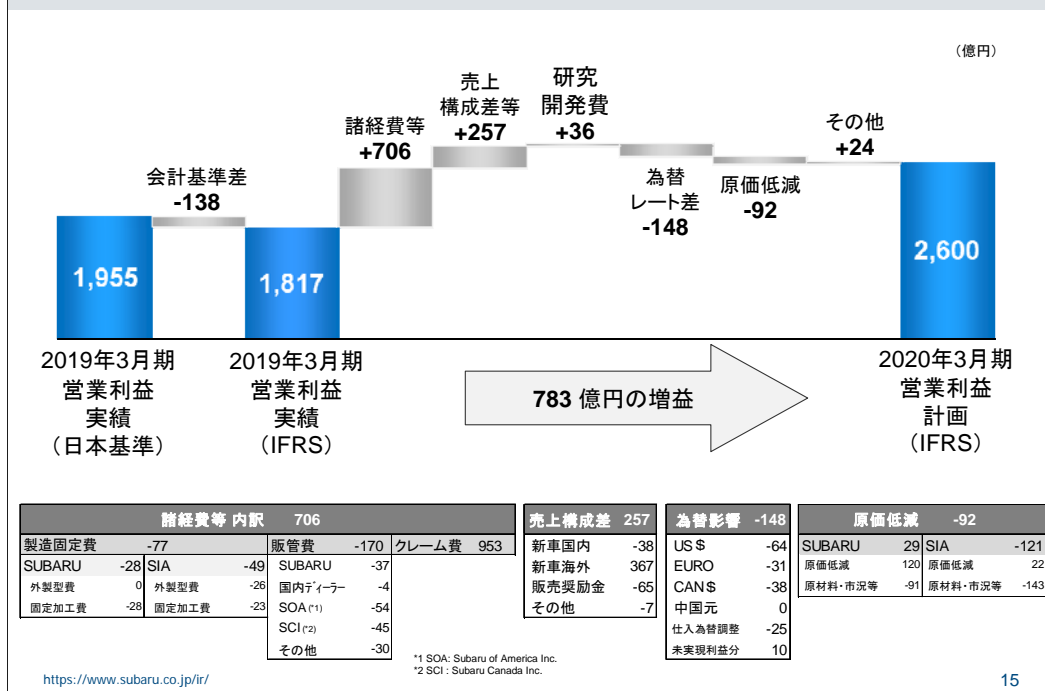 (億円)
売上
構成差等
+257
研究
開発費
+36
諸経費等
+706
その他
+24
会計基準差
-138
為替
レート差
-148
原価低減
-92
1,955
1,817
2,600
2019年3月期
営業利益
実績
(日本基準)
2019年3月期
営業利益
実績
(IFRS)
783 億円の増益
2020年3月期
営業利益
計画
(IFRS)
諸経費等 内訳 706
製造固定費 -77 販管費 -170 クレーム費 953
SUBARU -28 SIA -49 SUBARU -37
外製型費 0 外製型費 -26 国内ディーラー -4
固定加工費 -28 固定加工費 -23 SOA(*1) -54
SCI(*2) -45
その他 -30
売上構成差 257
新車国内 -38
新車海外 367
販売奨励金 -65
その他 -7
為替影響 -148
US$ -64
EURO -31
CAN$ -38
中国元 0
仕入為替調整 -25
未実現利益分 10
原価低減 -92
SUBARU 29 SIA -121
原価低減 120 原価低減 22
原材料・市況等 -91 原材料・市況等 -143
*1 SOA: Subaru of America Inc.
*2 SCI : Subaru Canada Inc.
https://www.subaru.co.jp/ir/
15